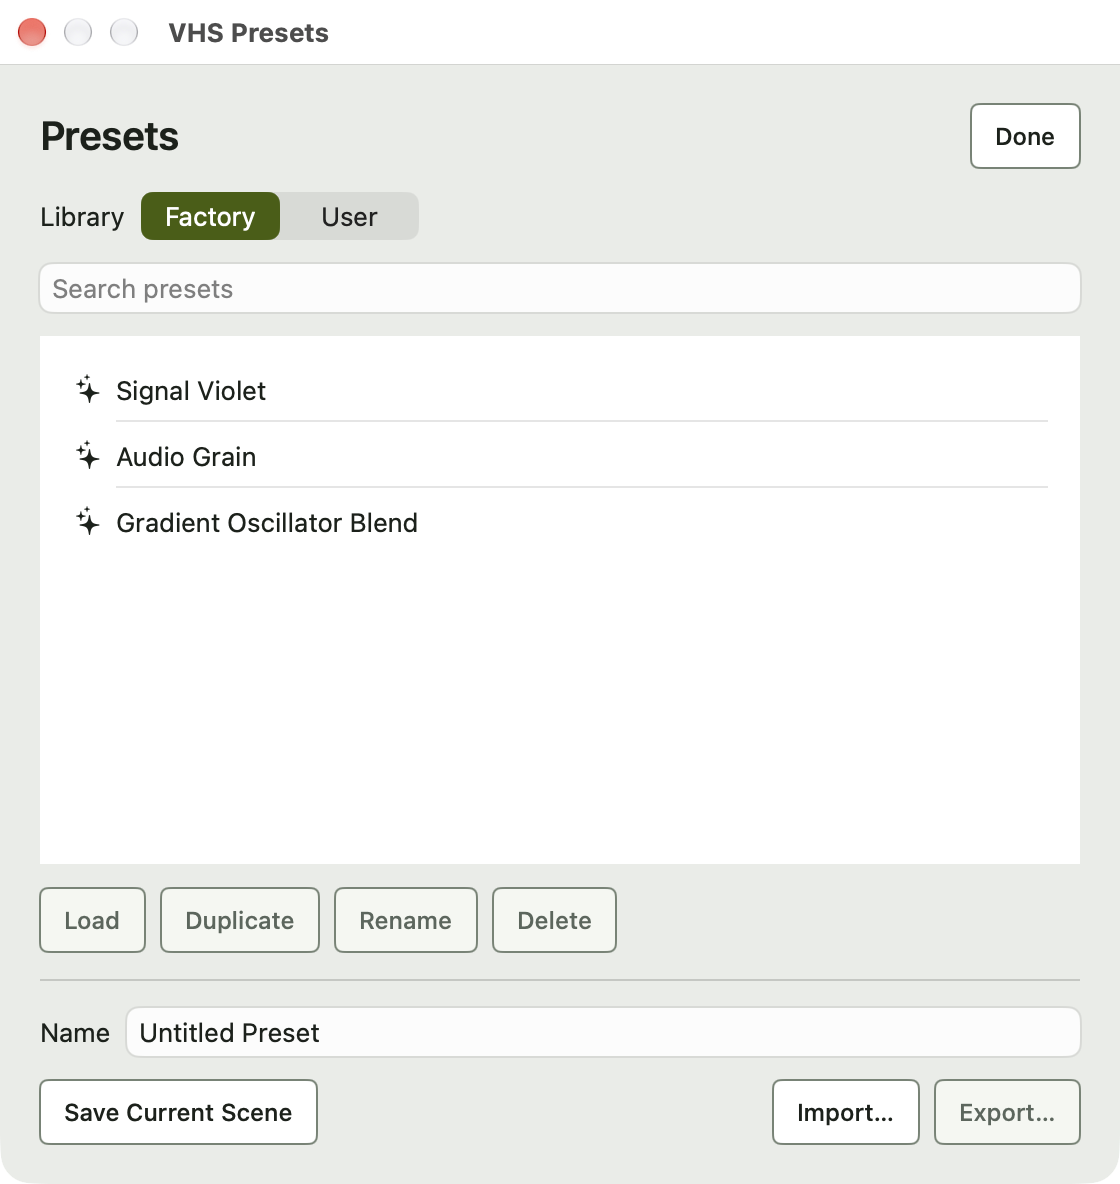 VHS Presets
Presets
Done
Library Factory User
Search presets
Signal Violet
Audio Grain
Gradient Oscillator Blend
Load Duplicate Rename Delete
Name Untitled Preset
Save Current Scene Import... Export...